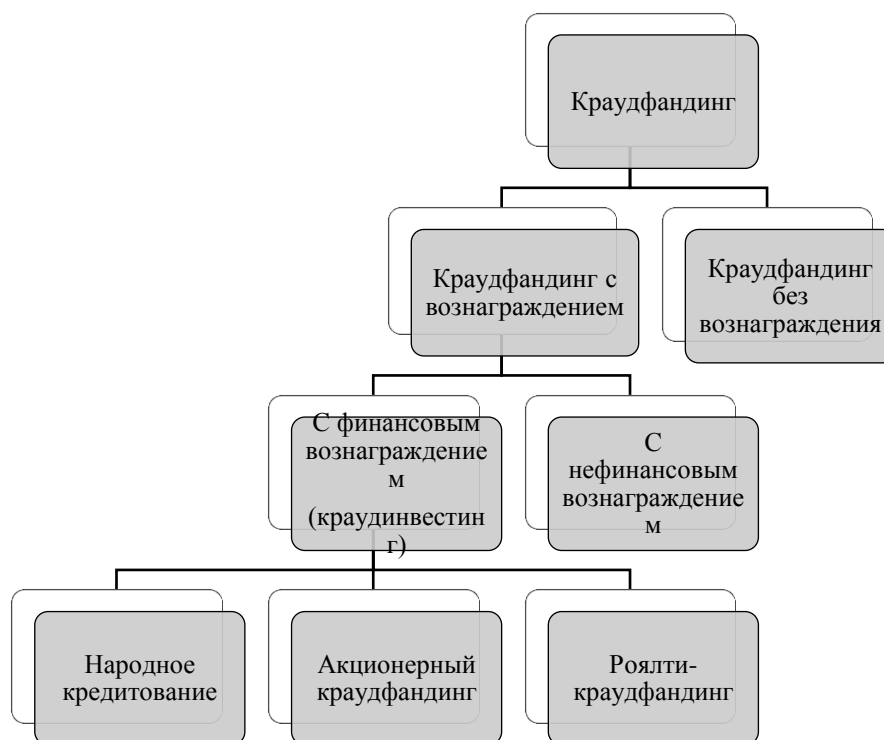 Краудфандинг
Краудфандинг с
вознаграждением
Краудфандинг
без
вознаграждения
С финансовым
вознаграждение
м
(краудинвестин
г)
С
нефинансовым
вознаграждение
м
Народное
кредитование
Акционерный
краудфандинг
Роялти-
краудфандинг